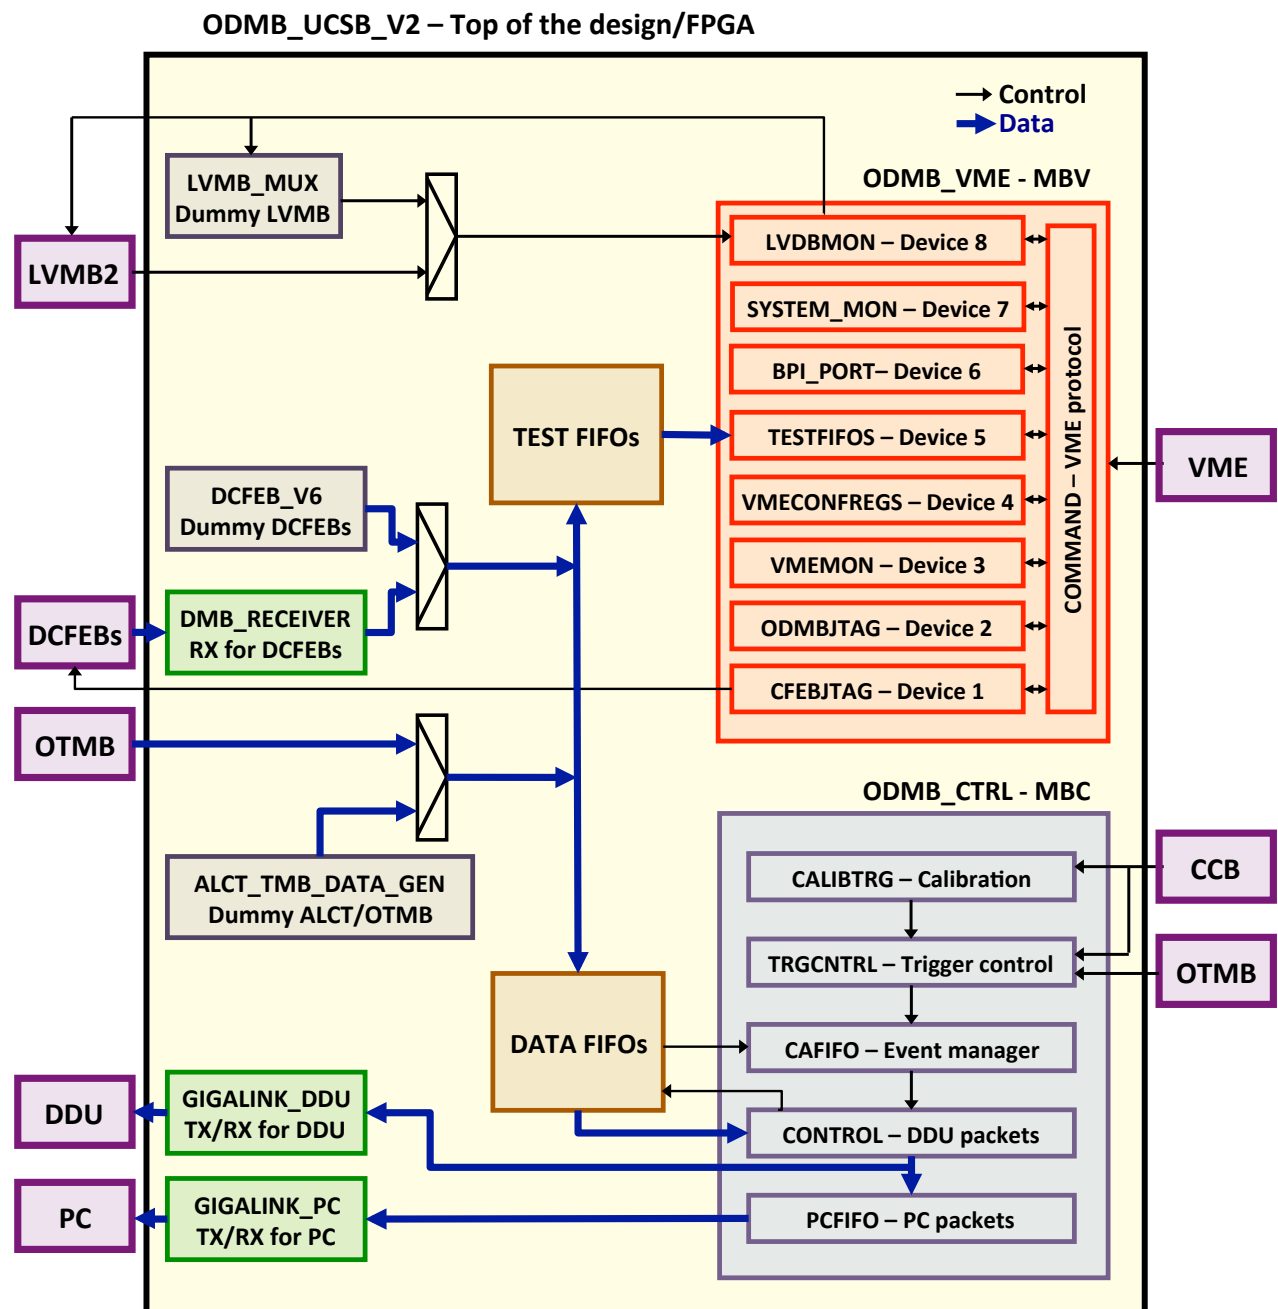 ODMB_UCSB_V2 – Top of the design/FPGA
Control
Data
LVMB_MUX
Dummy LVMB
LVMB2
ODMB_VME - MBV
LVDBMON – Device 8
SYSTEM_MON – Device 7
BPI_PORT– Device 6
TESTFIFOS – Device 5
VMECONFREGS – Device 4
VMEMON – Device 3
ODMBJTAG – Device 2
CFEBJTAG – Device 1
COMMAND – VME protocol
VME
TEST FIFOs
DCFEB_V6
Dummy DCFEBs
DCFEBs
DMB_RECEIVER
RX for DCFEBs
OTMB
ALCT_TMB_DATA_GEN
Dummy ALCT/OTMB
ODMB_CTRL - MBC
CALIBTRG – Calibration
TRGCNTRL – Trigger control
CAFIFO – Event manager
CONTROL – DDU packets
PCFIFO – PC packets
CCB
OTMB
DATA FIFOs
DDU
GIGALINK_DDU
TX/RX for DDU
PC
GIGALINK_PC
TX/RX for PC